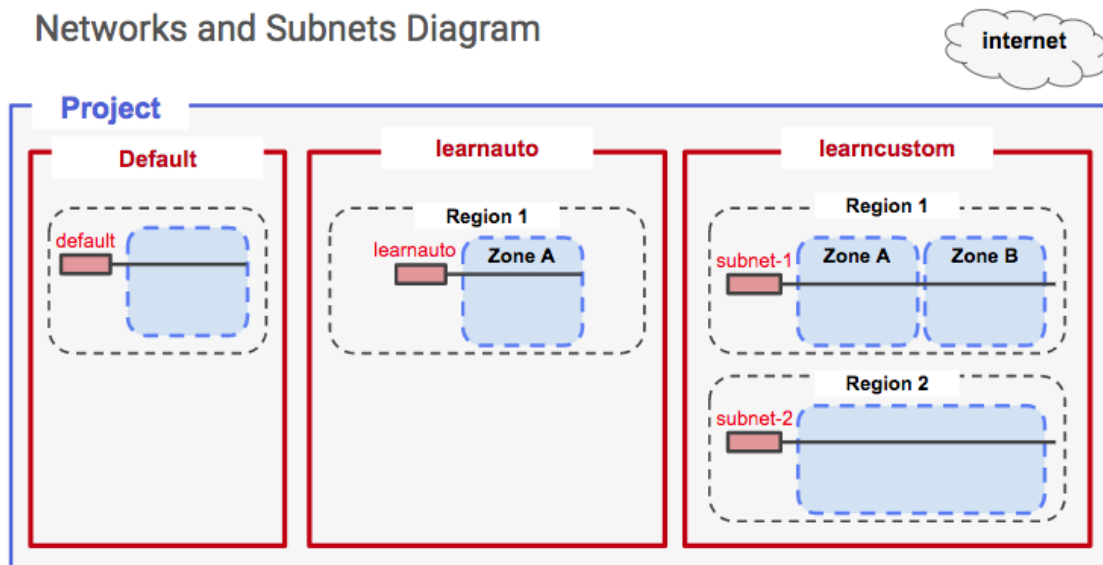 Networks and Subnets Diagram
internet
Project
Default
learnauto
learncustom
default
Region 1
learnauto
Zone A
Region 1
subnet-1
Zone A
Zone B
Region 2
subnet-2